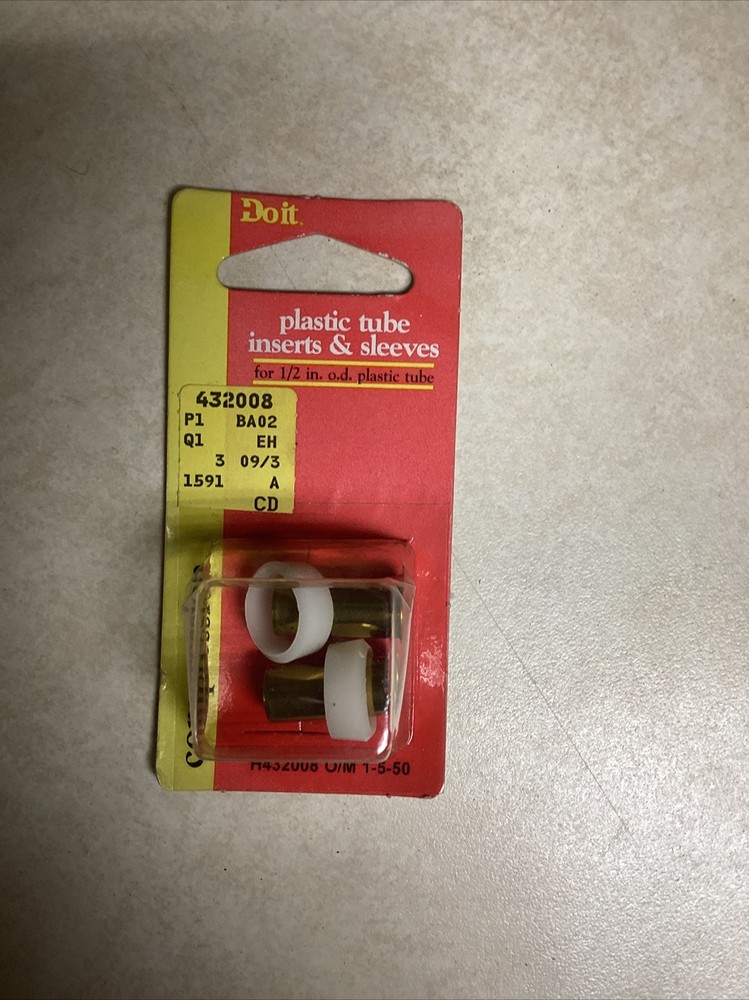 Do it
plastic tube
inserts & sleeves
for 1/2 in. o.d. plastic tube
432008
P1 BA02
Q1 EH
3 09/3
1591 A
CD
H432008 O/M 1-5-50